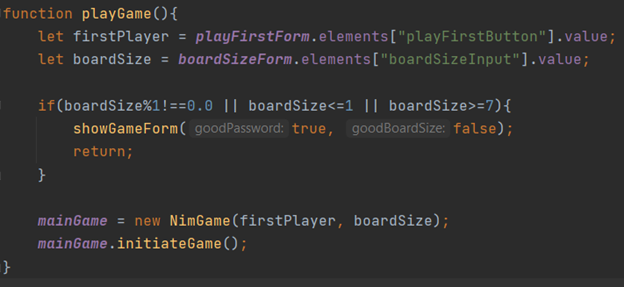 function playGame(){
let firstPlayer = playFirstForm.elements["playFirstButton"].value;
let boardSize = boardSizeForm.elements["boardSizeInput"].value;
if(boardSize%1!==0.0 || boardSize<=1 || boardSize>=7){
showGameForm( goodPassword: true, goodBoardSize: false);
return;
}
mainGame = new NimGame(firstPlayer, boardSize);
mainGame.initiateGame();
}